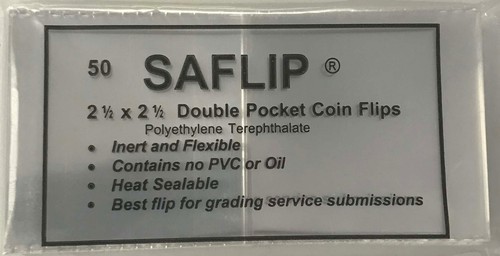 50 SAFLIP ®
2 ½ x 2 ½ Double Pocket Coin Flips
Polyethylene Terephthalate
• Inert and Flexible
• Contains no PVC or Oil
• Heat Sealable
• Best flip for grading service submissions